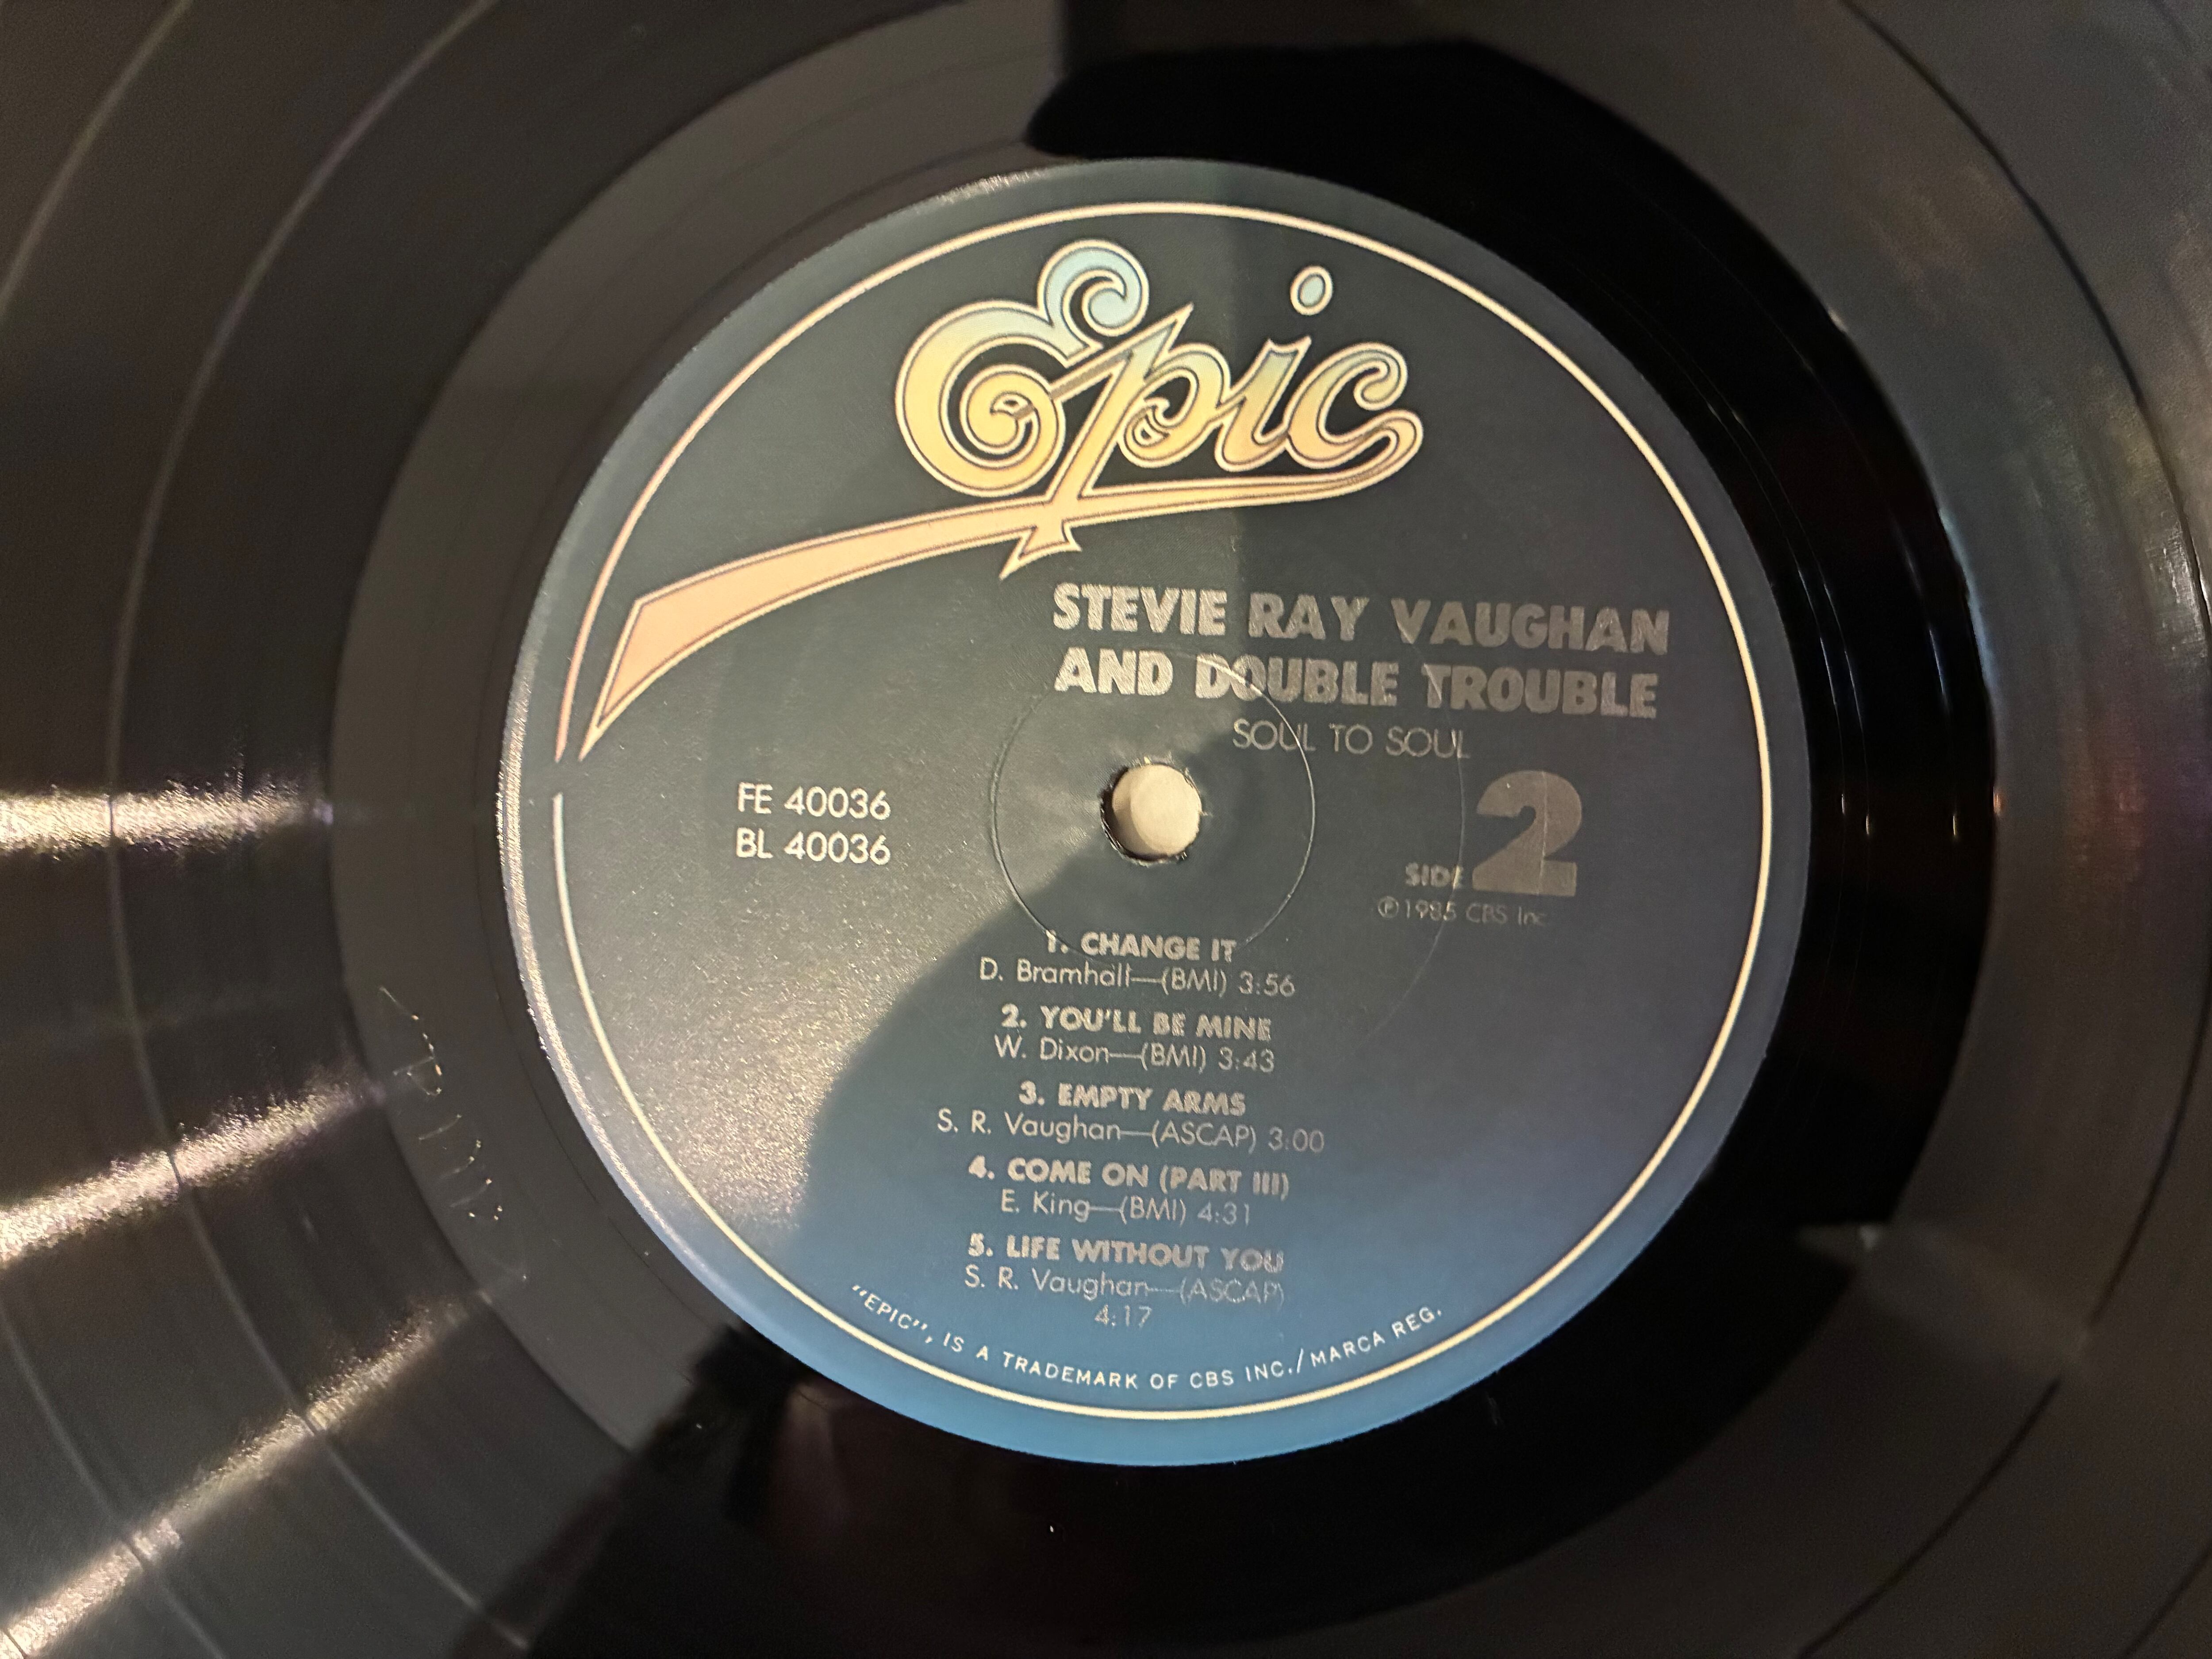 Epic
STEVIE RAY VAUGHAN
AND DOUBLE TROUBLE
SOUL TO SOUL
FE 40036
BL 40036
SIDE 2
℗1985 CBS Inc
1. CHANGE IT
D. Bramhall—(BMI) 3:56
2. YOU'LL BE MINE
W. Dixon—(BMI) 3:43
3. EMPTY ARMS
S. R. Vaughan—(ASCAP) 3:00
4. COME ON (PART III)
E. King—(BMI) 4:31
5. LIFE WITHOUT YOU
S. R. Vaughan—(ASCAP)
4:17
"EPIC", IS A TRADEMARK OF CBS INC./MARCA REG.